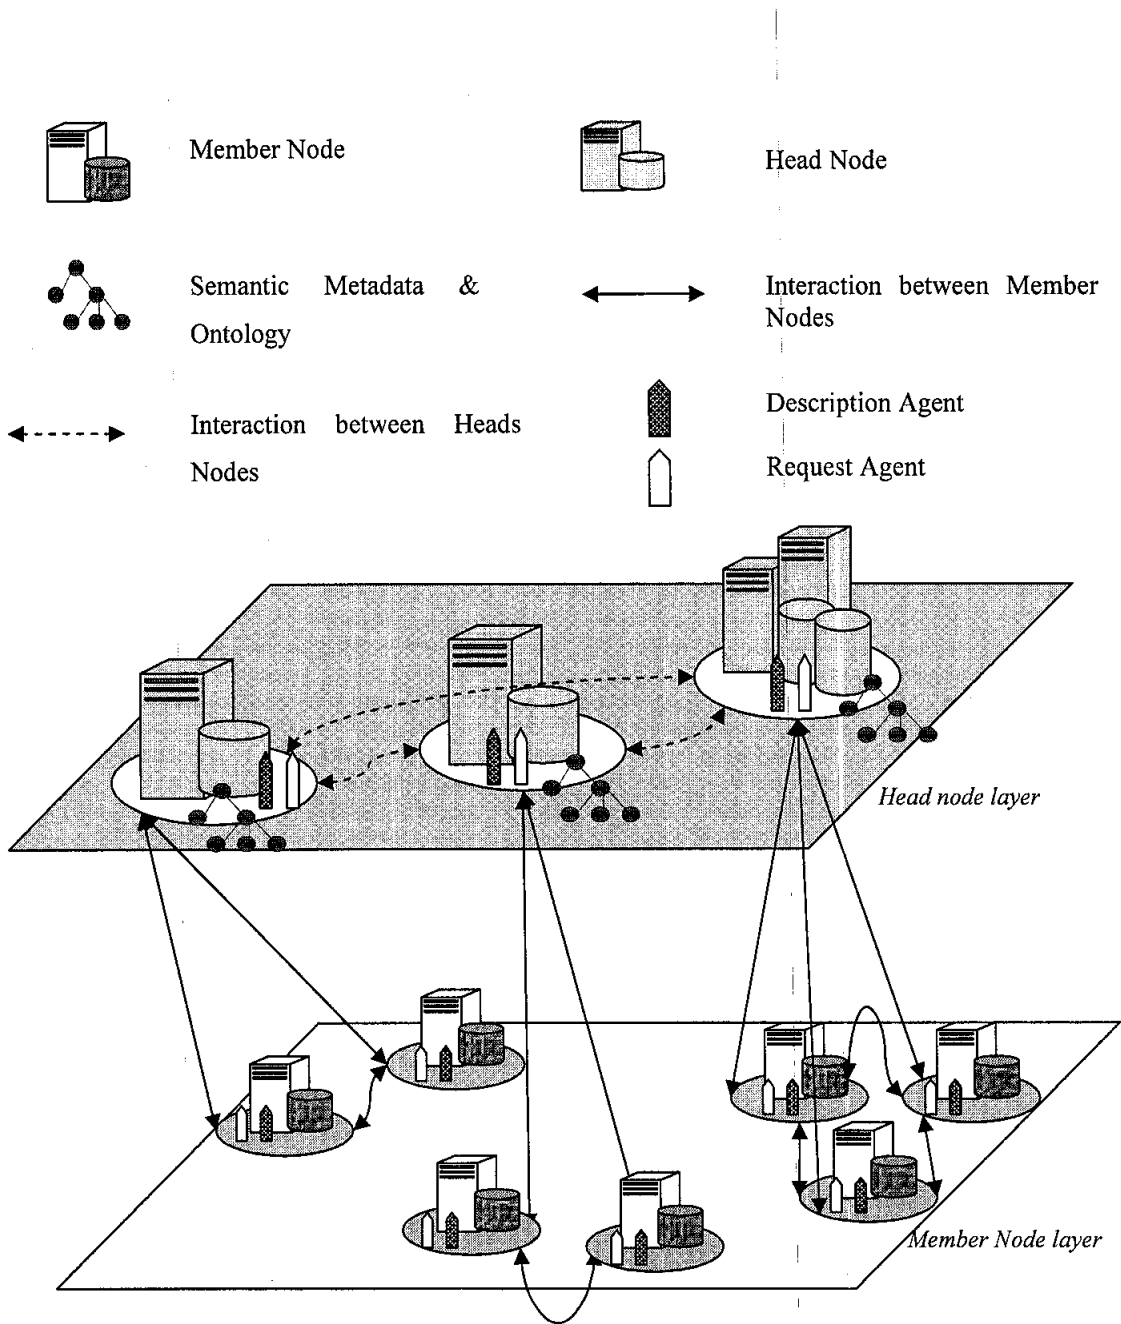 Member Node
Head Node
Semantic Metadata &
Ontology
Interaction between Member
Nodes
Interaction between Heads
Nodes
Description Agent
Request Agent
Head node layer
Member Node layer